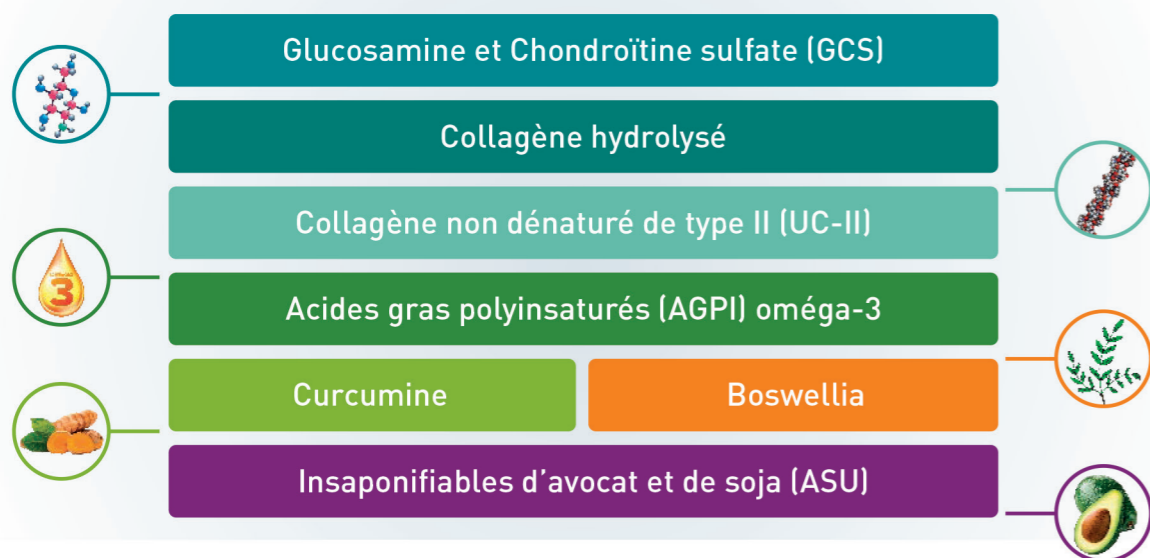 Glucosamine et Chondroïtine sulfate (GCS)
Collagène hydrolysé
Collagène non dénaturé de type II (UC-II)
3
Acides gras polyinsaturés (AGPI) oméga-3
Curcumine
Boswellia
Insaponifiables d'avocat et de soja (ASU)